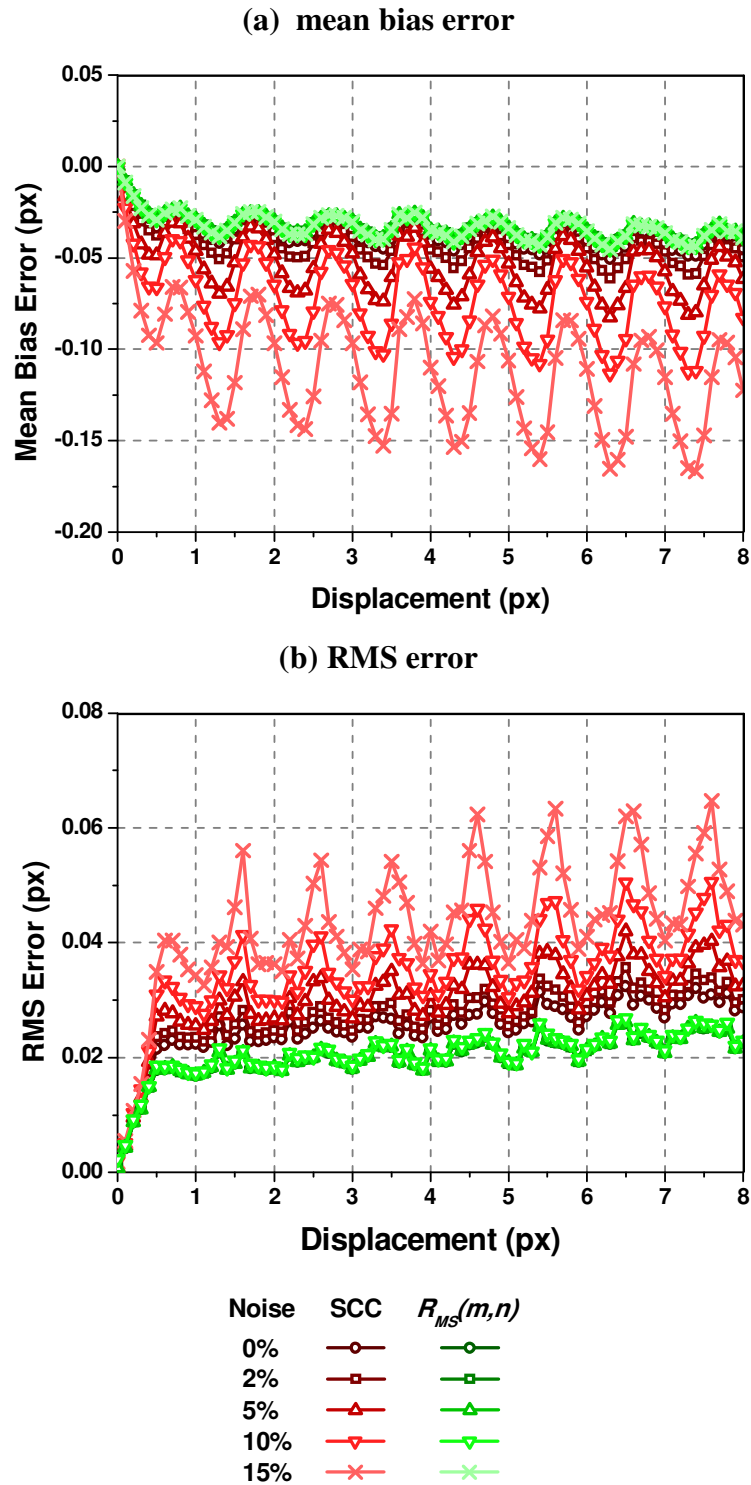 (a) mean bias error
0.05
0.00
-0.05
-0.10
-0.15
-0.20
Mean Bias Error (px)
0 1 2 3 4 5 6 7 8
Displacement (px)
(b) RMS error
0.08
0.06
0.04
0.02
0.00
RMS Error (px)
0 1 2 3 4 5 6 7 8
Displacement (px)
Noise SCC R_MS(m,n)
0%
2%
5%
10%
15%